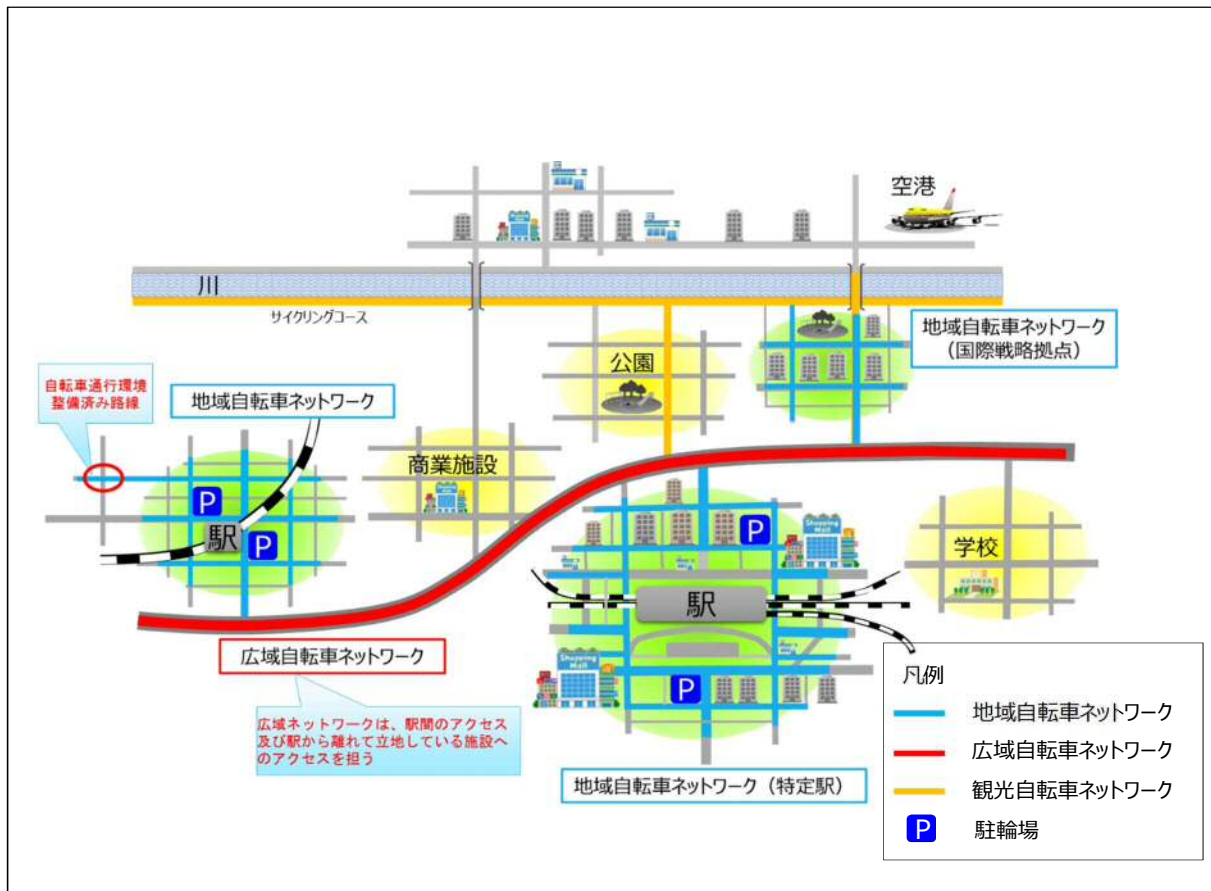 空港
川
サイクリングコース
地域自転車ネットワーク
（国際戦略拠点）
公園
自転車通行環境
整備済み路線
地域自転車ネットワーク
商業施設
P
駅
P
P
Shopping
Mall
学校
駅
広域自転車ネットワーク
Shopping
Mall
P
広域ネットワークは、駅間のアクセス
及び駅から離れて立地している施設へ
のアクセスを担う
地域自転車ネットワーク（特定駅）
凡例
地域自転車ネットワーク
広域自転車ネットワーク
観光自転車ネットワーク
P 駐輪場